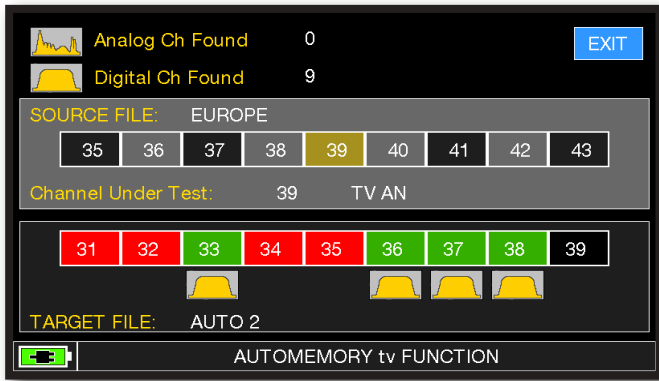 Analog Ch Found 0
EXIT
Digital Ch Found 9
SOURCE FILE: EUROPE
35 36 37 38 39 40 41 42 43
Channel Under Test: 39 TV AN
31 32 33 34 35 36 37 38 39
TARGET FILE: AUTO 2
AUTOMEMORY tv FUNCTION